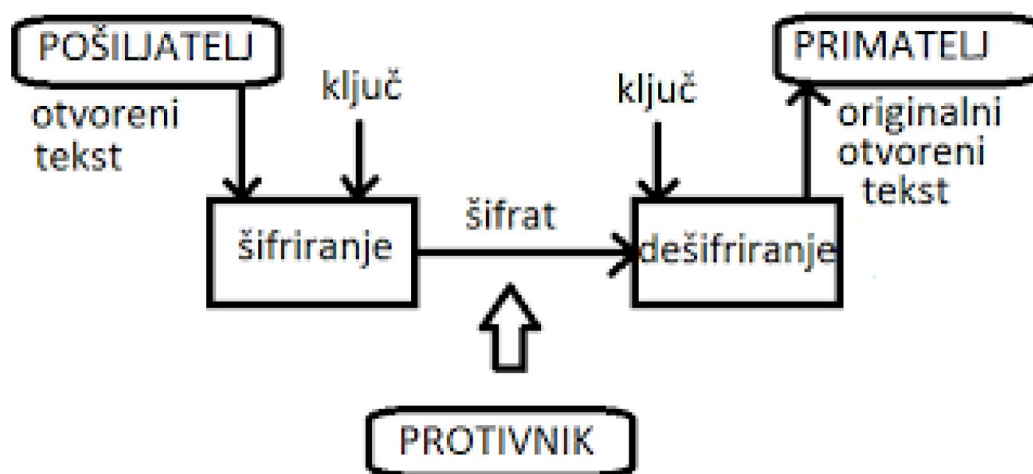 POŠILJATELJ
PRIMATELJ
otvoreni
tekst
ključ
ključ
originalni
otvoreni
tekst
šifriranje
šifrat
dešifriranje
PROTIVNIK